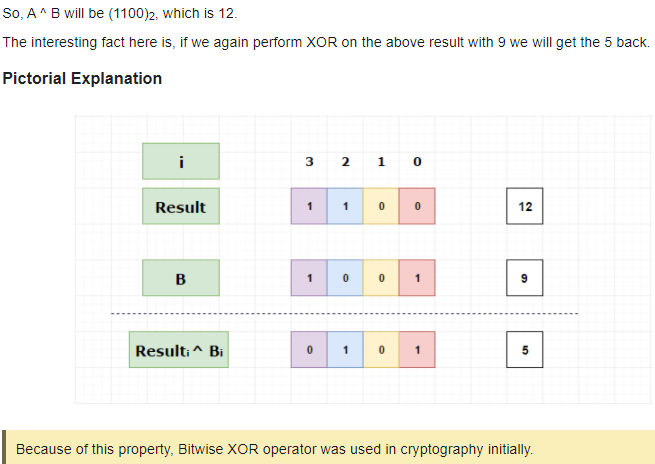 So, A ^ B will be (1100)₂, which is 12.
The interesting fact here is, if we again perform XOR on the above result with 9 we will get the 5 back.
Pictorial Explanation
i 3 2 1 0
Result 1 1 0 0 12
B 1 0 0 1 9
Resultᵢ ^ Bᵢ 0 1 0 1 5
Because of this property, Bitwise XOR operator was used in cryptography initially.